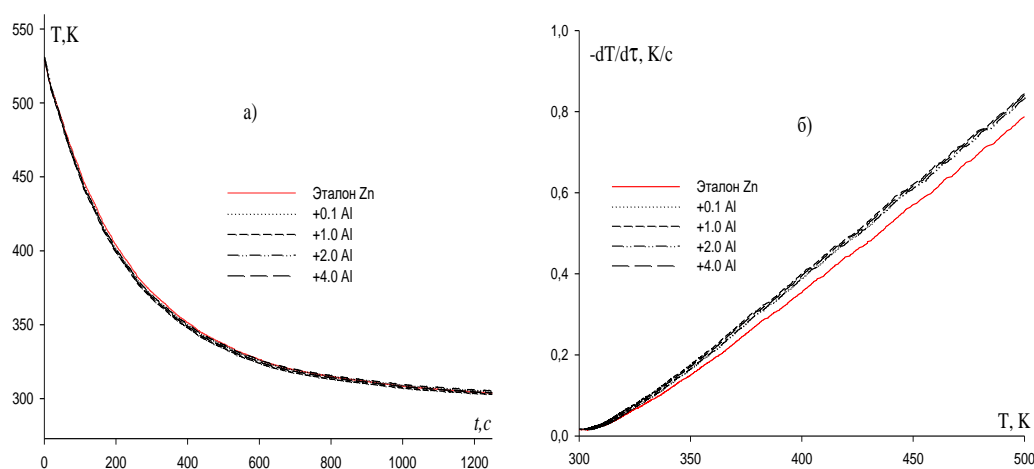 T,K
550
500
450
400
350
300
0 200 400 600 800 1000 1200
t,c
а)
Эталон Zn
+0.1 Al
+1.0 Al
+2.0 Al
+4.0 Al
-dT/dτ, K/c
1,0
0,8
0,6
0,4
0,2
0,0
300 350 400 450 500
T, K
б)
Эталон Zn
+0.1 Al
+1.0 Al
+2.0 Al
+4.0 Al